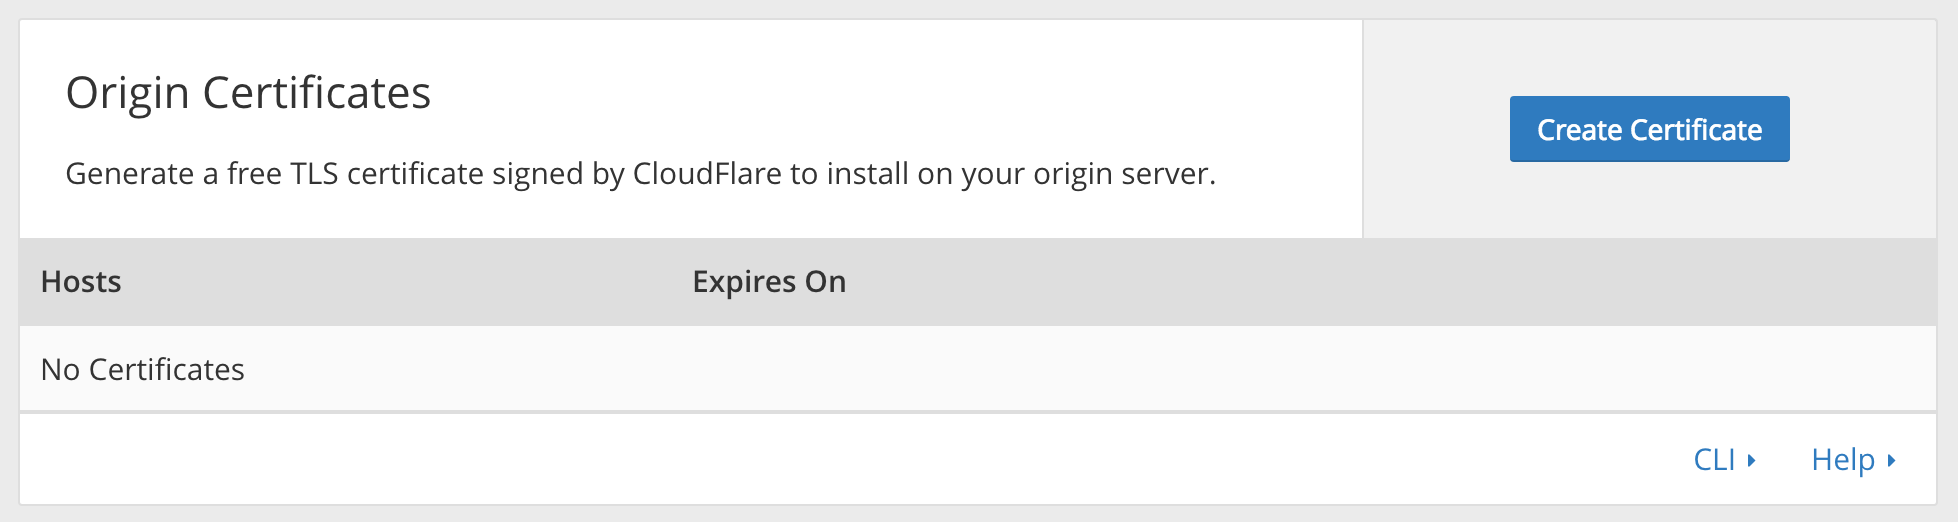 Origin Certificates
Create Certificate
Generate a free TLS certificate signed by CloudFlare to install on your origin server.
Hosts Expires On
No Certificates
CLI Help